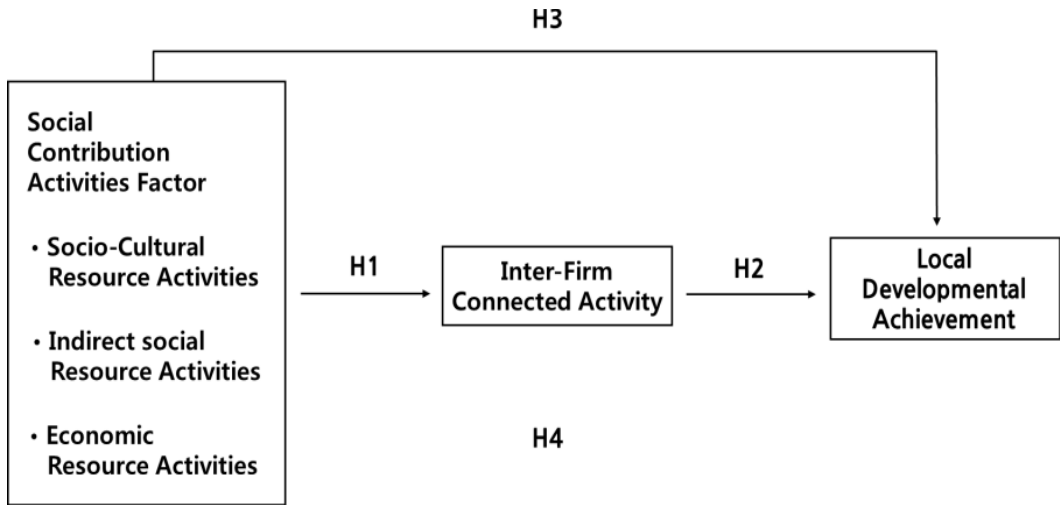 H3
Social
Contribution
Activities Factor
• Socio-Cultural
Resource Activities
• Indirect social
Resource Activities
• Economic
Resource Activities
H1
Inter-Firm
Connected Activity
H2
Local
Developmental
Achievement
H4